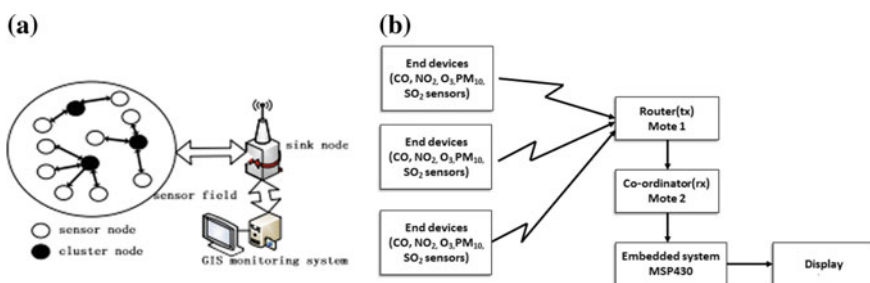 (a)
sink node
sensor field
sensor node
cluster node
GIS monitoring system
(b)
End devices
(CO, NO2, O3,PM10,
SO2 sensors)
End devices
(CO, NO2, O3,PM10,
SO2 sensors)
End devices
(CO, NO2, O3,PM10,
SO2 sensors)
Router(tx)
Mote 1
Co-ordinator(rx)
Mote 2
Embedded system
MSP430
Display